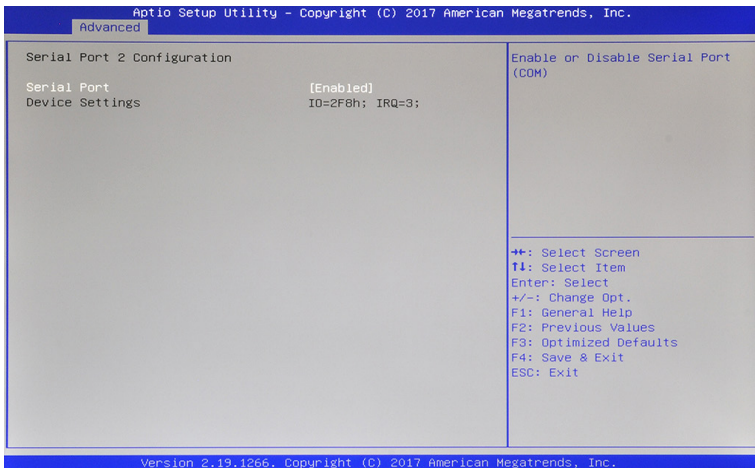 Aptio Setup Utility – Copyright (C) 2017 American Megatrends, Inc.
Advanced
Serial Port 2 Configuration
Serial Port [Enabled]
Device Settings IO=2F8h; IRQ=3;
Enable or Disable Serial Port
(COM)
→←: Select Screen
↑↓: Select Item
Enter: Select
+/-: Change Opt.
F1: General Help
F2: Previous Values
F3: Optimized Defaults
F4: Save & Exit
ESC: Exit
Version 2.19.1266. Copyright (C) 2017 American Megatrends, Inc.